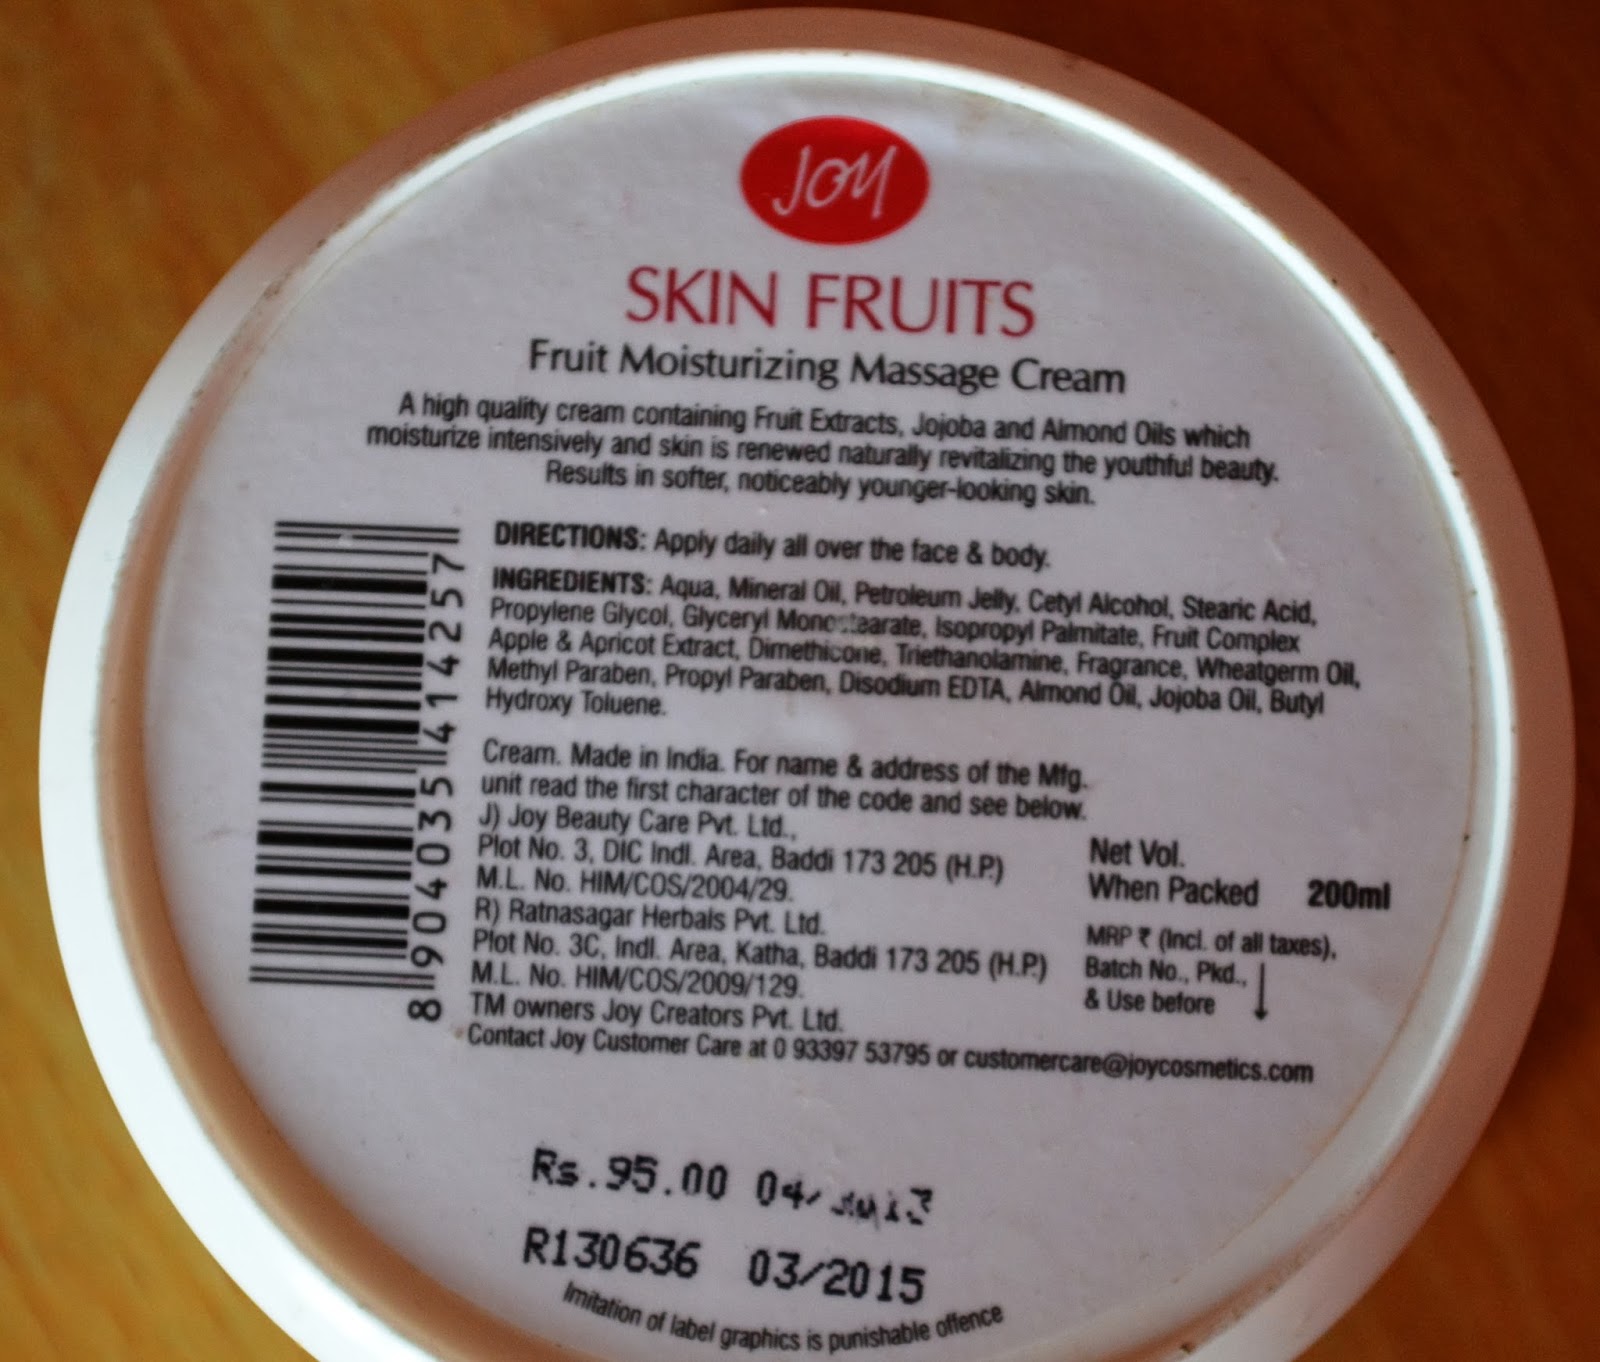 Joy
SKIN FRUITS
Fruit Moisturizing Massage Cream
A high quality cream containing Fruit Extracts, Jojoba and Almond Oils which
moisturize intensively and skin is renewed naturally revitalizing the youthful beauty.
Results in softer, noticeably younger-looking skin.
DIRECTIONS: Apply daily all over the face & body.
INGREDIENTS: Aqua, Mineral Oil, Petroleum Jelly, Cetyl Alcohol, Stearic Acid,
Propylene Glycol, Glyceryl Monostearate, Isopropyl Palmitate, Fruit Complex
Apple & Apricot Extract, Dimethicone, Triethanolamine, Fragrance, Wheatgerm Oil,
Methyl Paraben, Propyl Paraben, Disodium EDTA, Almond Oil, Jojoba Oil, Butyl
Hydroxy Toluene.
8 904035 414257
Cream. Made in India. For name & address of the Mfg.
unit read the first character of the code and see below.
J) Joy Beauty Care Pvt. Ltd.,
Plot No. 3, DIC Indl. Area, Baddi 173 205 (H.P.)
M.L. No. HIM/COS/2004/29.
R) Ratnasagar Herbals Pvt. Ltd.
Plot No. 3C, Indl. Area, Katha, Baddi 173 205 (H.P.)
M.L. No. HIM/COS/2009/129.
TM owners Joy Creators Pvt. Ltd.
Contact Joy Customer Care at 0 93397 53795 or customercare@joycosmetics.com
Net Vol.
When Packed 200ml
MRP ₹ (Incl. of all taxes),
Batch No., Pkd.,
& Use before
Rs.95.00 04/
R130636 03/2015
Imitation of label graphics is punishable offence